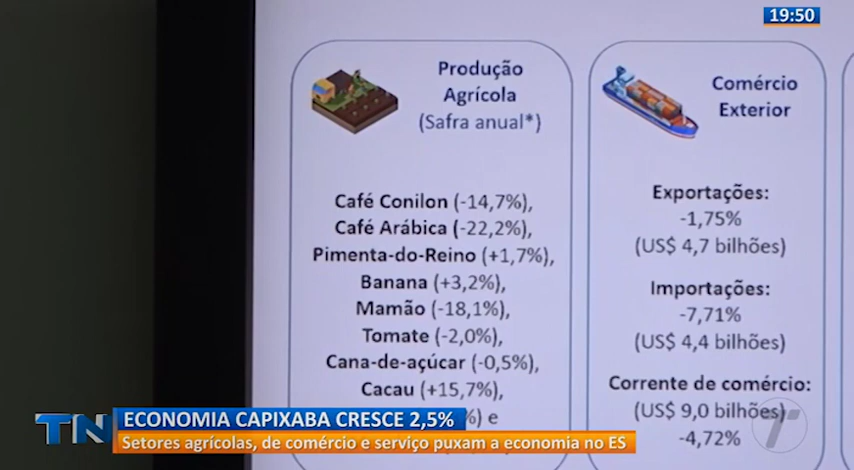 19:50
Produção
Agrícola
(Safra anual*)
Café Conilon (-14,7%),
Café Arábica (-22,2%),
Pimenta-do-Reino (+1,7%),
Banana (+3,2%),
Mamão (-18,1%),
Tomate (-2,0%),
Cana-de-açúcar (-0,5%),
Cacau (+15,7%),
%) e
Comércio
Exterior
Exportações:
-1,75%
(US$ 4,7 bilhões)
Importações:
-7,71%
(US$ 4,4 bilhões)
Corrente de comércio:
(US$ 9,0 bilhões)
-4,72%
TN
ECONOMIA CAPIXABA CRESCE 2,5%
Setores agrícolas, de comércio e serviço puxam a economia no ES